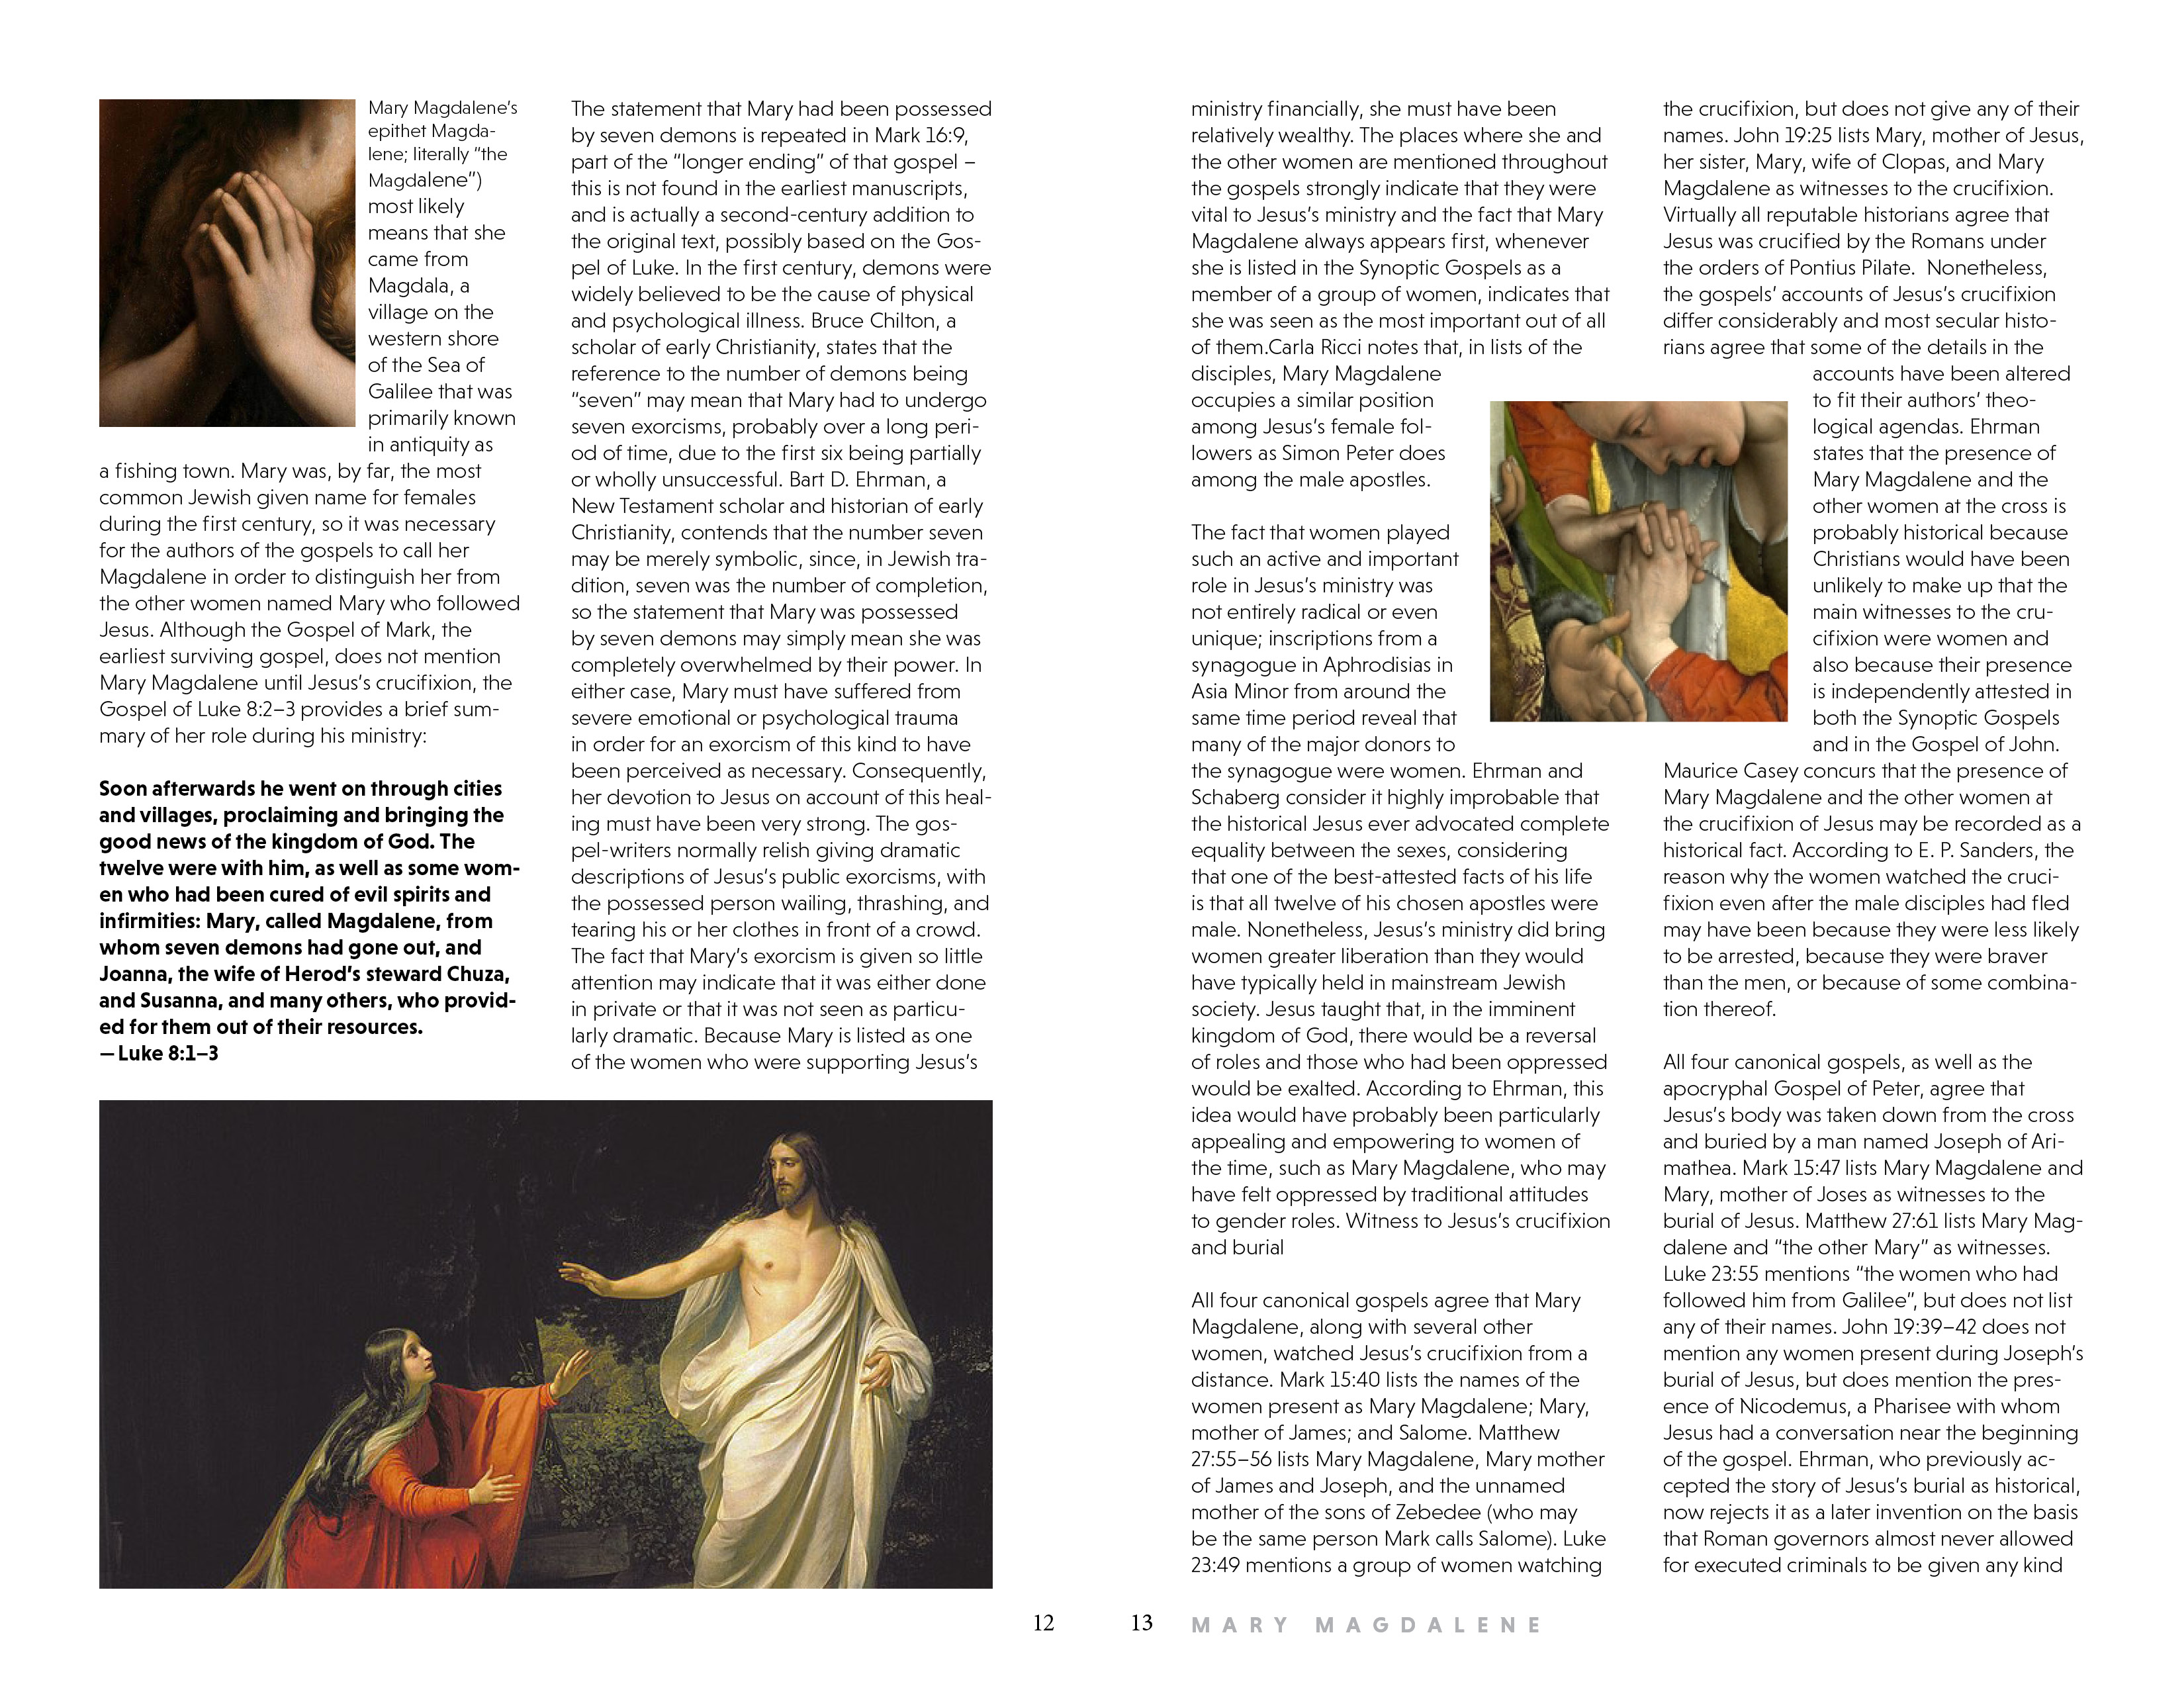 Mary Magdalene's
epithet Magda-
lene; literally “the
Magdalene”)
most likely
means that she
came from
Magdala, a
village on the
western shore
of the Sea of
Galilee that was
primarily known
in antiquity as
a fishing town. Mary was, by far, the most
common Jewish given name for females
during the first century, so it was necessary
for the authors of the gospels to call her
Magdalene in order to distinguish her from
the other women named Mary who followed
Jesus. Although the Gospel of Mark, the
earliest surviving gospel, does not mention
Mary Magdalene until Jesus's crucifixion, the
Gospel of Luke 8:2–3 provides a brief sum-
mary of her role during his ministry:
Soon afterwards he went on through cities
and villages, proclaiming and bringing the
good news of the kingdom of God. The
twelve were with him, as well as some wom-
en who had been cured of evil spirits and
infirmities: Mary, called Magdalene, from
whom seven demons had gone out, and
Joanna, the wife of Herod's steward Chuza,
and Susanna, and many others, who provid-
ed for them out of their resources.
— Luke 8:1–3
The statement that Mary had been possessed
by seven demons is repeated in Mark 16:9,
part of the “longer ending” of that gospel –
this is not found in the earliest manuscripts,
and is actually a second-century addition to
the original text, possibly based on the Gos-
pel of Luke. In the first century, demons were
widely believed to be the cause of physical
and psychological illness. Bruce Chilton, a
scholar of early Christianity, states that the
reference to the number of demons being
“seven” may mean that Mary had to undergo
seven exorcisms, probably over a long peri-
od of time, due to the first six being partially
or wholly unsuccessful. Bart D. Ehrman, a
New Testament scholar and historian of early
Christianity, contends that the number seven
may be merely symbolic, since, in Jewish tra-
dition, seven was the number of completion,
so the statement that Mary was possessed
by seven demons may simply mean she was
completely overwhelmed by their power. In
either case, Mary must have suffered from
severe emotional or psychological trauma
in order for an exorcism of this kind to have
been perceived as necessary. Consequently,
her devotion to Jesus on account of this heal-
ing must have been very strong. The gos-
pel-writers normally relish giving dramatic
descriptions of Jesus's public exorcisms, with
the possessed person wailing, thrashing, and
tearing his or her clothes in front of a crowd.
The fact that Mary's exorcism is given so little
attention may indicate that it was either done
in private or that it was not seen as particu-
larly dramatic. Because Mary is listed as one
of the women who were supporting Jesus's
12
ministry financially, she must have been
relatively wealthy. The places where she and
the other women are mentioned throughout
the gospels strongly indicate that they were
vital to Jesus's ministry and the fact that Mary
Magdalene always appears first, whenever
she is listed in the Synoptic Gospels as a
member of a group of women, indicates that
she was seen as the most important out of all
of them.Carla Ricci notes that, in lists of the
disciples, Mary Magdalene
occupies a similar position
among Jesus's female fol-
lowers as Simon Peter does
among the male apostles.
The fact that women played
such an active and important
role in Jesus's ministry was
not entirely radical or even
unique; inscriptions from a
synagogue in Aphrodisias in
Asia Minor from around the
same time period reveal that
many of the major donors to
the synagogue were women. Ehrman and
Schaberg consider it highly improbable that
the historical Jesus ever advocated complete
equality between the sexes, considering
that one of the best-attested facts of his life
is that all twelve of his chosen apostles were
male. Nonetheless, Jesus's ministry did bring
women greater liberation than they would
have typically held in mainstream Jewish
society. Jesus taught that, in the imminent
kingdom of God, there would be a reversal
of roles and those who had been oppressed
would be exalted. According to Ehrman, this
idea would have probably been particularly
appealing and empowering to women of
the time, such as Mary Magdalene, who may
have felt oppressed by traditional attitudes
to gender roles. Witness to Jesus's crucifixion
and burial
All four canonical gospels agree that Mary
Magdalene, along with several other
women, watched Jesus's crucifixion from a
distance. Mark 15:40 lists the names of the
women present as Mary Magdalene; Mary,
mother of James; and Salome. Matthew
27:55–56 lists Mary Magdalene, Mary mother
of James and Joseph, and the unnamed
mother of the sons of Zebedee (who may
be the same person Mark calls Salome). Luke
23:49 mentions a group of women watching
the crucifixion, but does not give any of their
names. John 19:25 lists Mary, mother of Jesus,
her sister, Mary, wife of Clopas, and Mary
Magdalene as witnesses to the crucifixion.
Virtually all reputable historians agree that
Jesus was crucified by the Romans under
the orders of Pontius Pilate.  Nonetheless,
the gospels' accounts of Jesus's crucifixion
differ considerably and most secular histo-
rians agree that some of the details in the
accounts have been altered
to fit their authors' theo-
logical agendas. Ehrman
states that the presence of
Mary Magdalene and the
other women at the cross is
probably historical because
Christians would have been
unlikely to make up that the
main witnesses to the cru-
cifixion were women and
also because their presence
is independently attested in
both the Synoptic Gospels
and in the Gospel of John.
Maurice Casey concurs that the presence of
Mary Magdalene and the other women at
the crucifixion of Jesus may be recorded as a
historical fact. According to E. P. Sanders, the
reason why the women watched the cruci-
fixion even after the male disciples had fled
may have been because they were less likely
to be arrested, because they were braver
than the men, or because of some combina-
tion thereof.
All four canonical gospels, as well as the
apocryphal Gospel of Peter, agree that
Jesus's body was taken down from the cross
and buried by a man named Joseph of Ari-
mathea. Mark 15:47 lists Mary Magdalene and
Mary, mother of Joses as witnesses to the
burial of Jesus. Matthew 27:61 lists Mary Mag-
dalene and “the other Mary” as witnesses.
Luke 23:55 mentions “the women who had
followed him from Galilee”, but does not list
any of their names. John 19:39–42 does not
mention any women present during Joseph's
burial of Jesus, but does mention the pres-
ence of Nicodemus, a Pharisee with whom
Jesus had a conversation near the beginning
of the gospel. Ehrman, who previously ac-
cepted the story of Jesus's burial as historical,
now rejects it as a later invention on the basis
that Roman governors almost never allowed
for executed criminals to be given any kind
13 MARY MAGDALENE